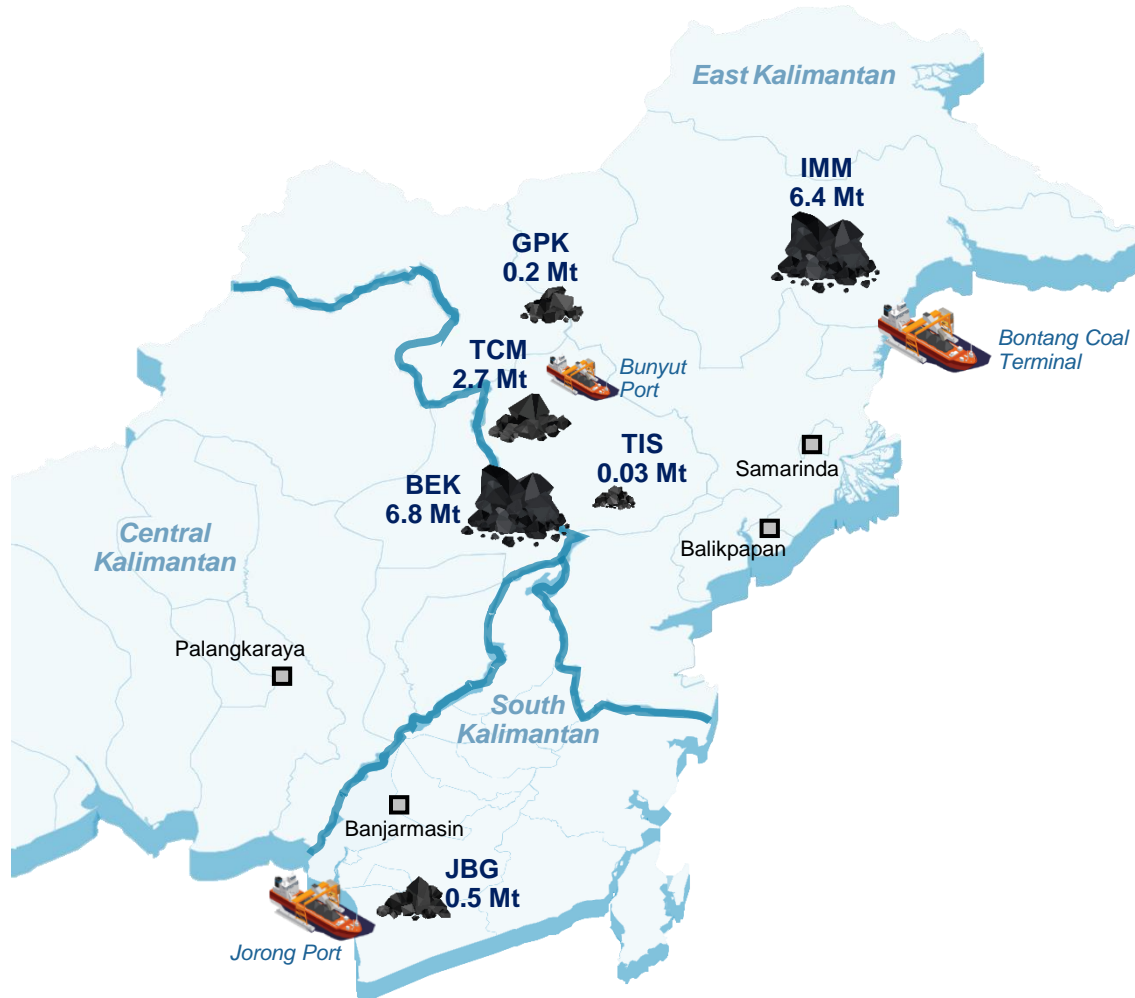 East Kalimantan
IMM
6.4 Mt
GPK
0.2 Mt
Bontang Coal
Terminal
TCM
2.7 Mt
Bunyut
Port
TIS
0.03 Mt
Samarinda
BEK
6.8 Mt
Central
Kalimantan
Balikpapan
Palangkaraya
South
Kalimantan
Banjarmasin
JBG
0.5 Mt
Jorong Port